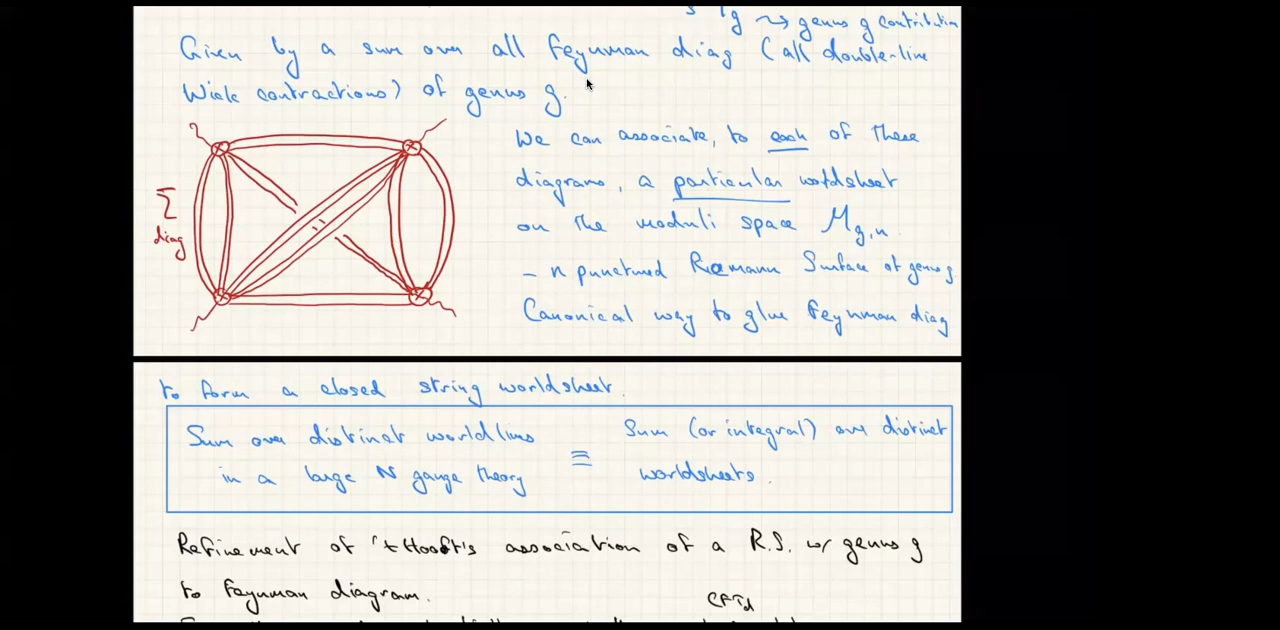 g ⤳ genus g contribution
Given by a sum over all Feynman diag (all double-line
Wick contractions) of genus g.
We can associate, to each of these
diagrams, a particular worldsheet
on the moduli space M_{g,n}
- n punctured Riemann Surface of genus g
Σ
diag
Canonical way to glue Feynman diag
to form a closed string worldsheet.
Sum over distinct worldlines ≡ Sum (or integral) over distinct
in a large N gauge theory worldsheets.
Refinement of 't Hooft's association of a R.S. w/ genus g
to Feynman diagram.
CFT_d